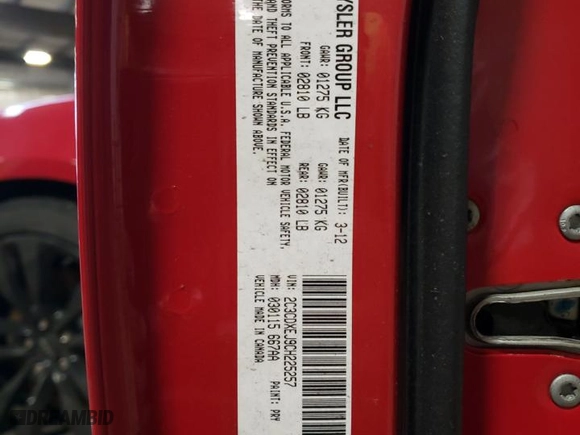 YSLER GROUP LLC
DATE OF MFR(BUILT): 3-12
GAWR: 01275 KG GAWR: 01275 KG
FRONT: 02810 LB REAR: 02810 LB
FORMS TO ALL APPLICABLE U.S.A. FEDERAL MOTOR VEHICLE SAFETY,
AND THEFT PREVENTION STANDARDS IN EFFECT ON
DATE OF MANUFACTURE SHOWN ABOVE.
VIN: 2C3CDXEJ9CH225257
MDH: 030115 667AA PAINT: PRY
VEHICLE MADE IN CANADA
DREAMBID